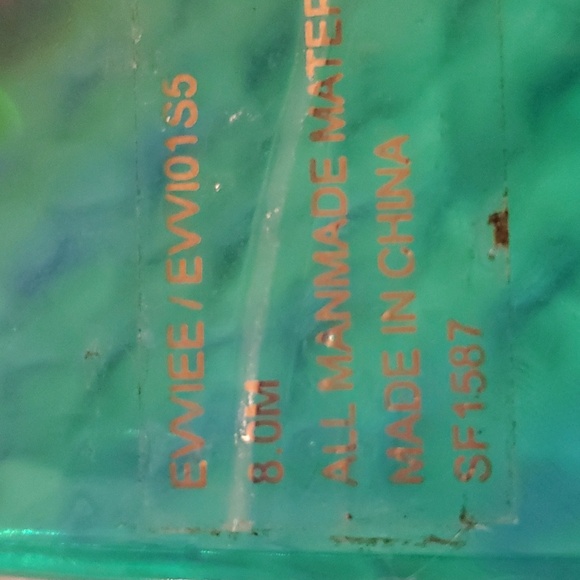 EVVIEE / EVVI01S5
8.0M
ALL MANMADE MATER
MADE IN CHINA
SF1587